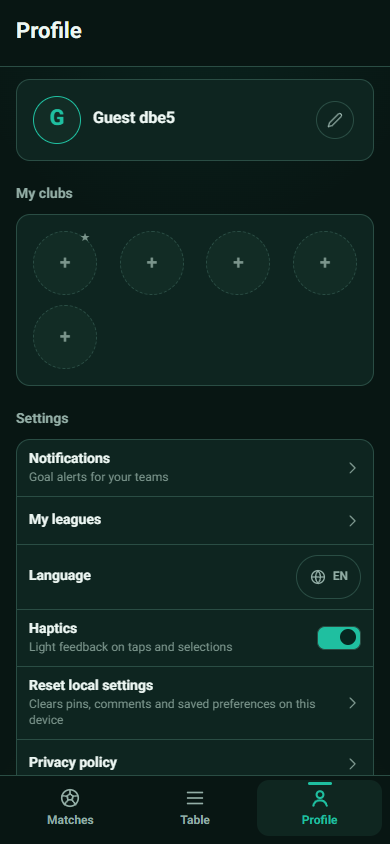 Profile
G
Guest dbe5
My clubs
★
+ + + +
+
Settings
Notifications
Goal alerts for your teams
My leagues
Language
EN
Haptics
Light feedback on taps and selections
Reset local settings
Clears pins, comments and saved preferences on this
device
Privacy policy
Matches Table Profile